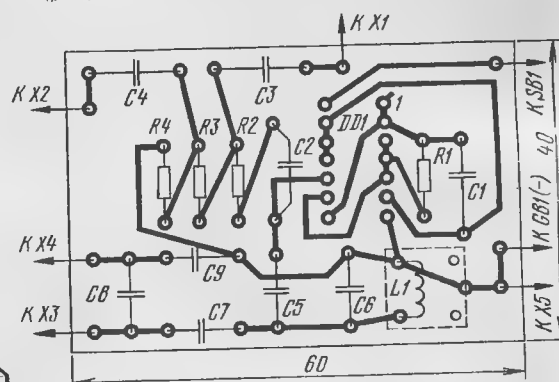 К X1
К X2
C4
C3
К SB1
R4
R3
R2
C2
DD1
1
R1
C1
40
К GB1(-)
К X4
C9
C8
C5
C6
L1
К X5
К X3
C7
60